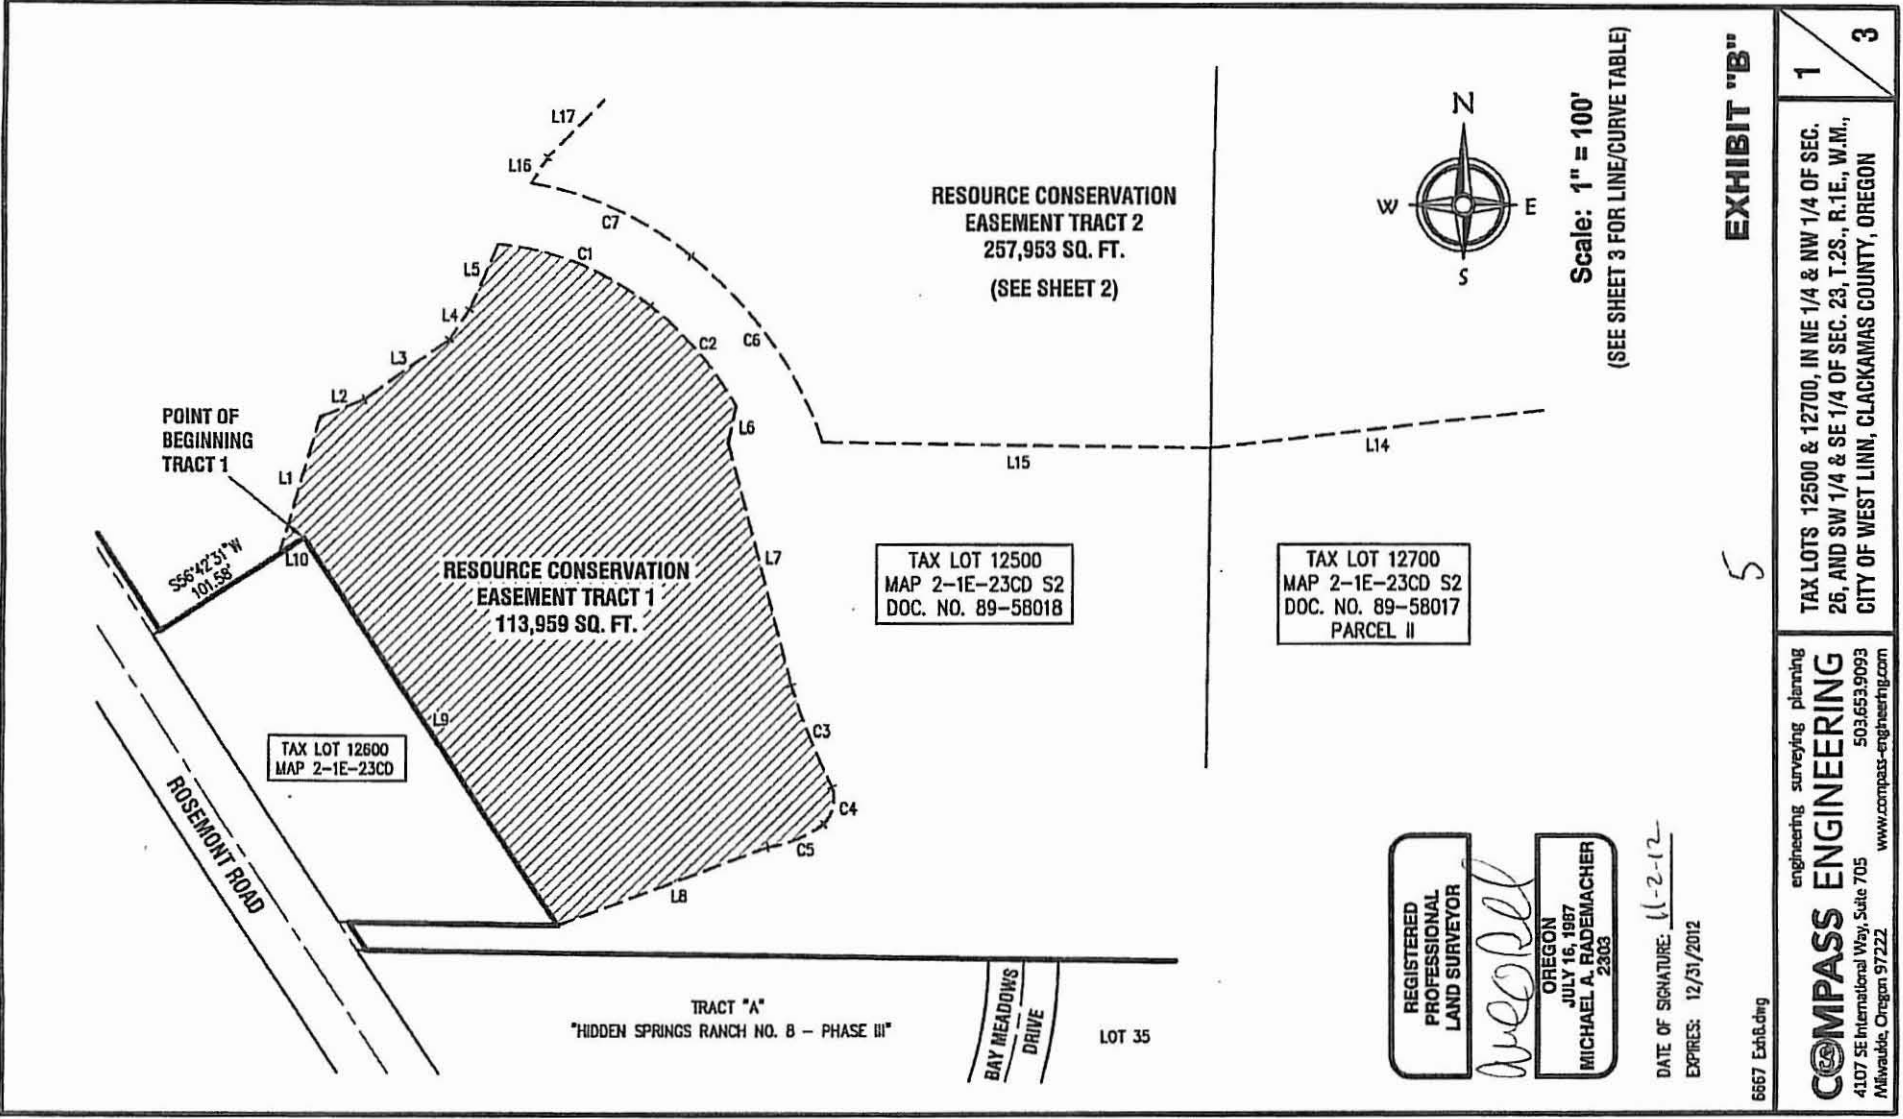 L17
L16
C7
RESOURCE CONSERVATION
EASEMENT TRACT 2
257,953 SQ. FT.
(SEE SHEET 2)
C1
L5
L4
C2
C6
L3
L2
L6
L1
L15
L14
POINT OF
BEGINNING
TRACT 1
S56°42'31"W
101.58'
L10
RESOURCE CONSERVATION
EASEMENT TRACT 1
113,959 SQ. FT.
L7
TAX LOT 12500
MAP 2-1E-23CD S2
DOC. NO. 89-58018
TAX LOT 12700
MAP 2-1E-23CD S2
DOC. NO. 89-58017
PARCEL II
L9
C3
C4
C5
L8
TAX LOT 12600
MAP 2-1E-23CD
ROSEMONT ROAD
TRACT "A"
"HIDDEN SPRINGS RANCH NO. 8 - PHASE III"
BAY MEADOWS
DRIVE
LOT 35
N
W
E
S
Scale: 1" = 100'
(SEE SHEET 3 FOR LINE/CURVE TABLE)
EXHIBIT "B"
5
REGISTERED
PROFESSIONAL
LAND SURVEYOR
OREGON
JULY 16, 1987
MICHAEL A. RADEMACHER
2303
DATE OF SIGNATURE: 11-2-12
EXPIRES: 12/31/2012
6667 ExhB.dwg
1
3
TAX LOTS 12500 & 12700, IN NE 1/4 & NW 1/4 OF SEC.
26, AND SW 1/4 & SE 1/4 OF SEC. 23, T.2S., R.1E., W.M.,
CITY OF WEST LINN, CLACKAMAS COUNTY, OREGON
engineering surveying planning
COMPASS ENGINEERING
4107 SE International Way, Suite 705 503.653.9093
Milwaukie, Oregon 97222 www.compass-engineering.com